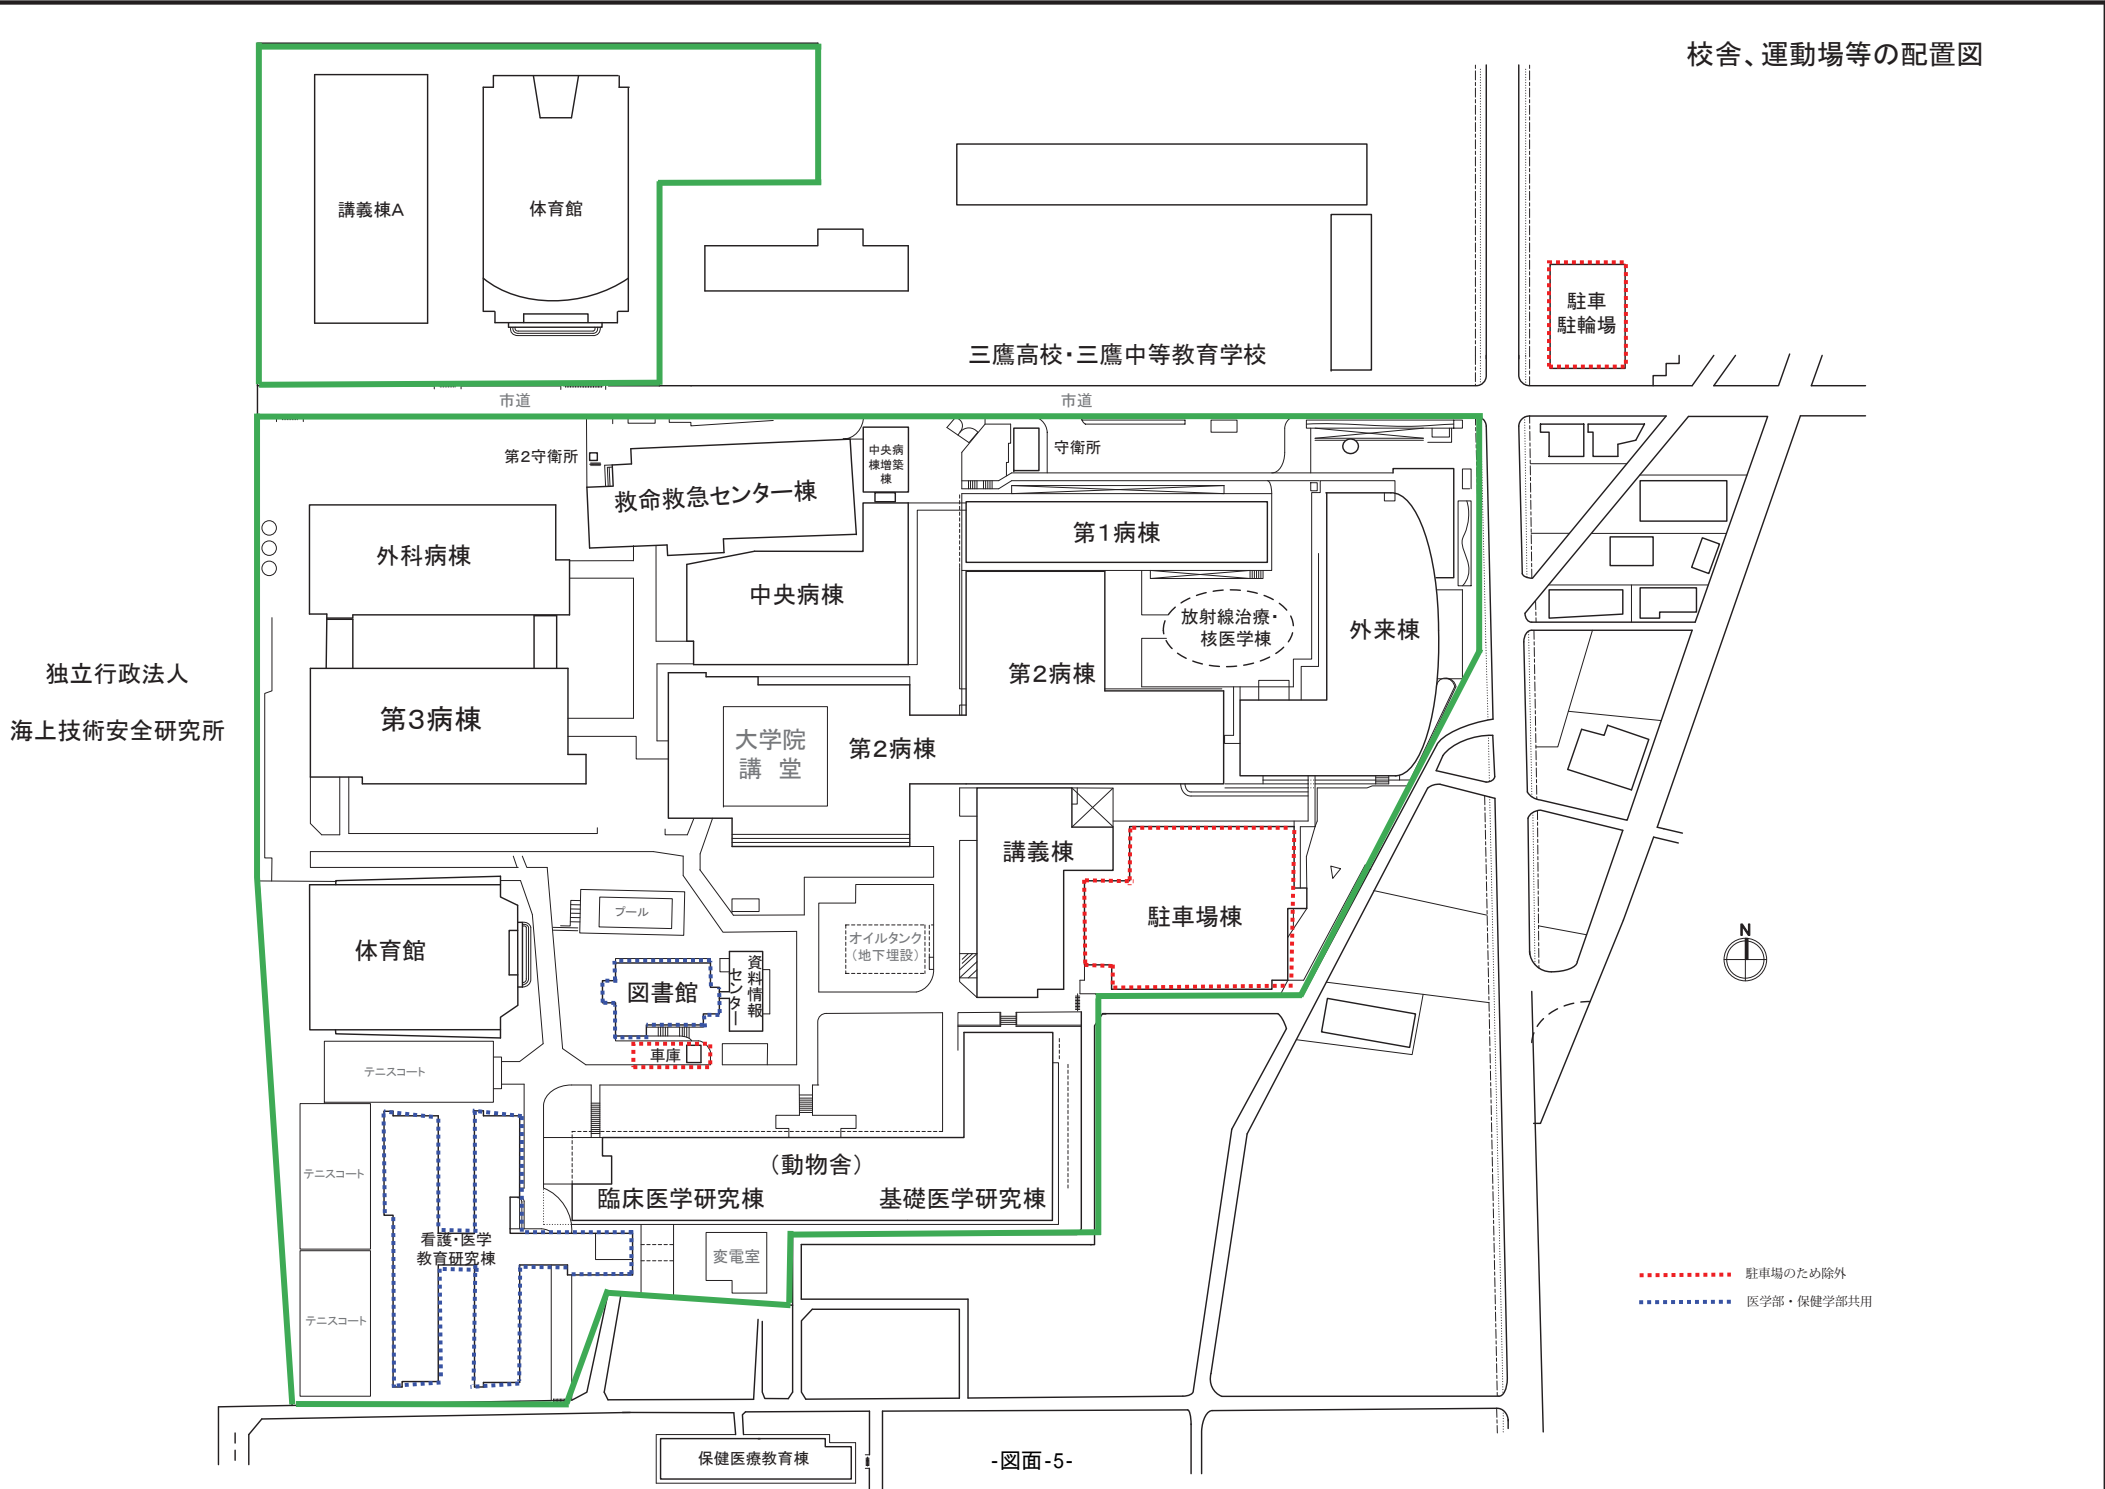 校舎、運動場等の配置図
講義棟A
体育館
駐車
駐輪場
三鷹高校・三鷹中等教育学校
市道
市道
第2守衛所
中央病
棟増築
棟
守衛所
救命救急センター棟
第1病棟
外科病棟
中央病棟
放射線治療・
核医学棟
外来棟
独立行政法人
海上技術安全研究所
第2病棟
第3病棟
大学院
講 堂
第2病棟
講義棟
プール
駐車場棟
体育館
オイルタンク
(地下埋設)
N
図書館
資料情報
センター
車庫
テニスコート
テニスコート
(動物舎)
臨床医学研究棟
基礎医学研究棟
看護・医学
教育研究棟
変電室
駐車場のため除外
医学部・保健学部共用
テニスコート
保健医療教育棟
-図面-5-